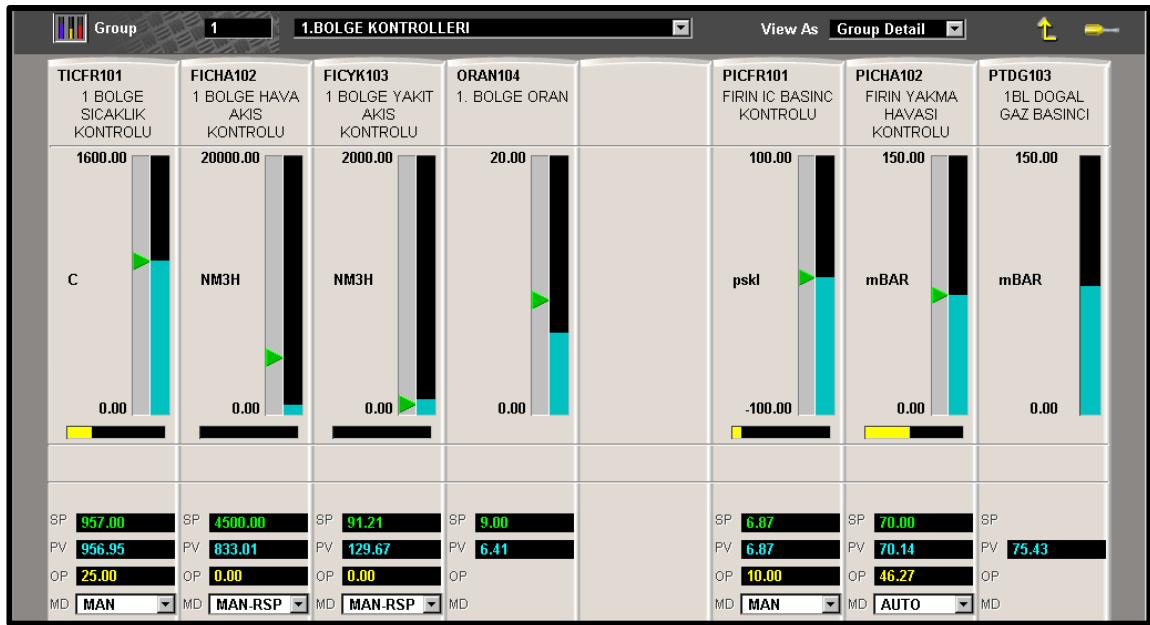 Group 1 1.BOLGE KONTROLLERI View As Group Detail
TICFR101 FICHA102 FICYK103 ORAN104 PICFR101 PICHA102 PTDG103
1 BOLGE 1 BOLGE HAVA 1 BOLGE YAKIT 1. BOLGE ORAN FIRIN IC BASINC FIRIN YAKMA 1BL DOGAL
SICAKLIK AKIS AKIS KONTROLU HAVASI GAZ BASINCI
KONTROLU KONTROLU KONTROLU KONTROLU
1600.00 20000.00 2000.00 20.00 100.00 150.00 150.00
C NM3H NM3H pskl mBAR mBAR
0.00 0.00 0.00 0.00 -100.00 0.00 0.00
SP 957.00 SP 4500.00 SP 91.21 SP 9.00 SP 6.87 SP 70.00 SP
PV 956.95 PV 833.01 PV 129.67 PV 6.41 PV 6.87 PV 70.14 PV 75.43
OP 25.00 OP 0.00 OP 0.00 OP OP 10.00 OP 46.27 OP
MD MAN MD MAN-RSP MD MAN-RSP MD MD MAN MD AUTO MD